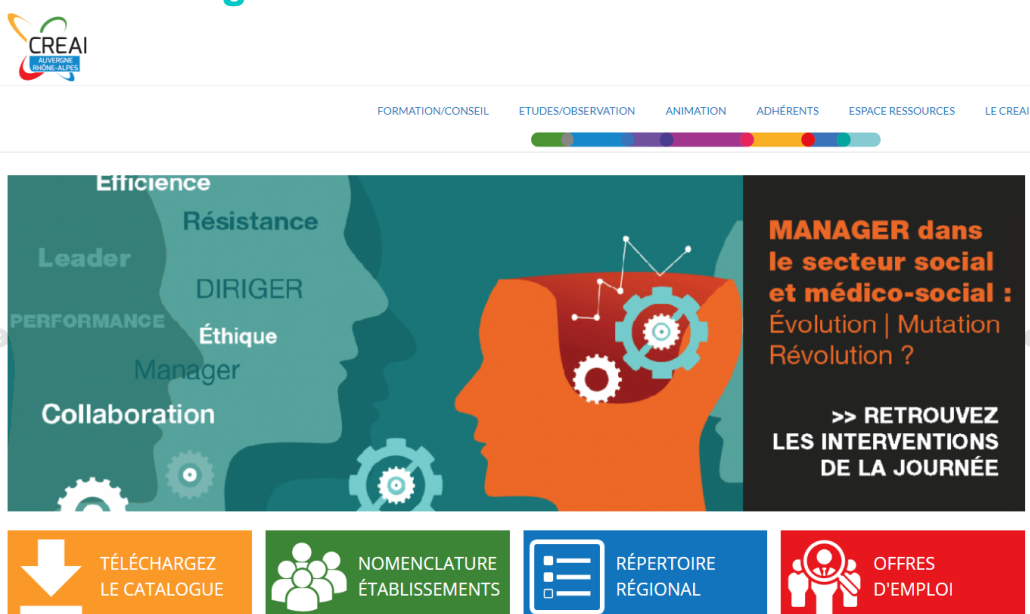 CREAI
AUVERGNE
RHÔNE-ALPES
FORMATION/CONSEIL ETUDES/OBSERVATION ANIMATION ADHÉRENTS ESPACE RESSOURCES LE CREAI
Efficience
Résistance
Leader
DIRIGER
PERFORMANCE
Éthique
Manager
Collaboration
MANAGER dans
le secteur social
et médico-social :
Évolution | Mutation
Révolution ?
>> RETROUVEZ
LES INTERVENTIONS
DE LA JOURNÉE
TÉLÉCHARGEZ
LE CATALOGUE
NOMENCLATURE
ÉTABLISSEMENTS
RÉPERTOIRE
RÉGIONAL
OFFRES
D'EMPLOI